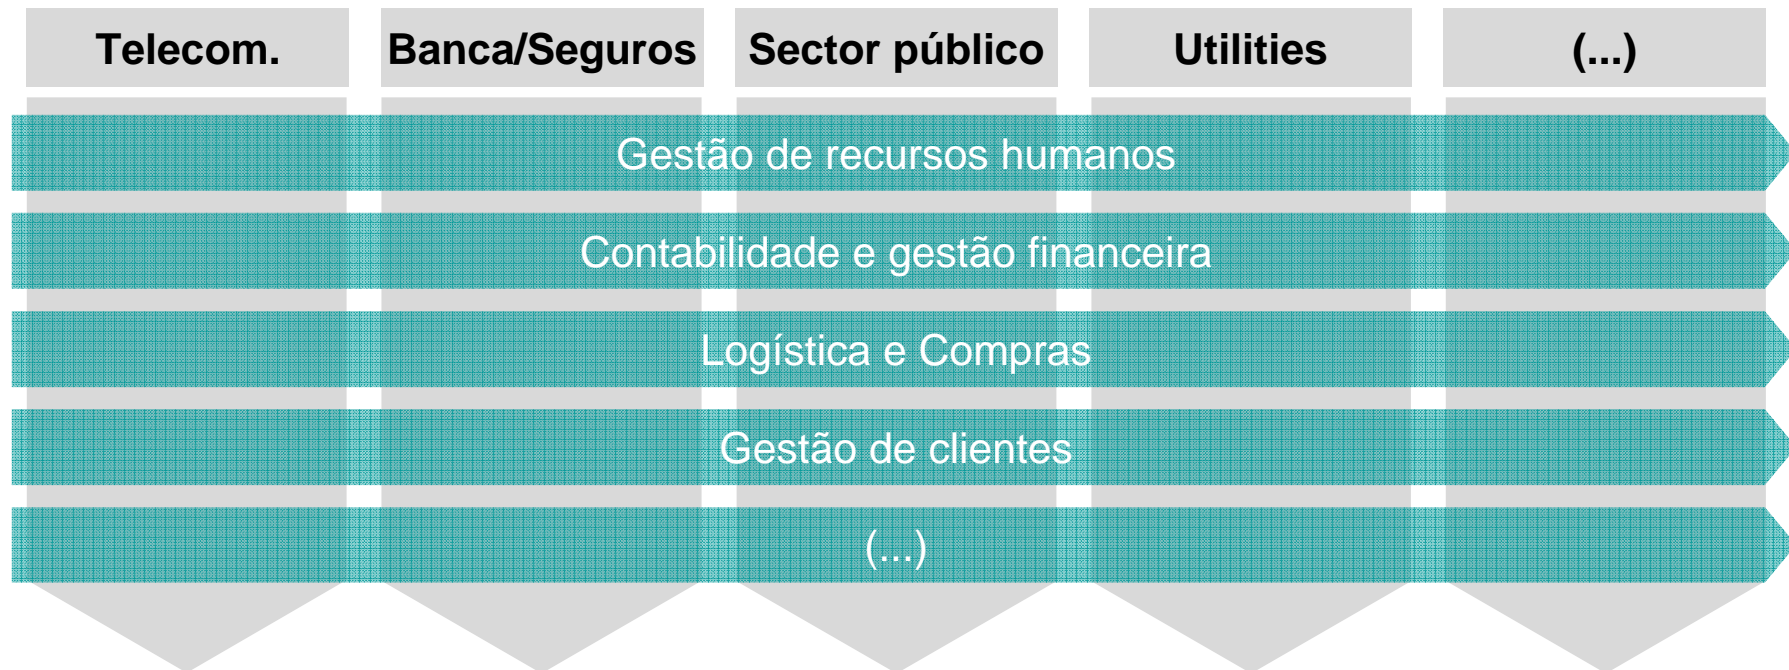 Telecom.
Banca/Seguros
Sector público
Utilities
(...)
Gestão de recursos humanos
Contabilidade e gestão financeira
Logística e Compras
Gestão de clientes
(...)